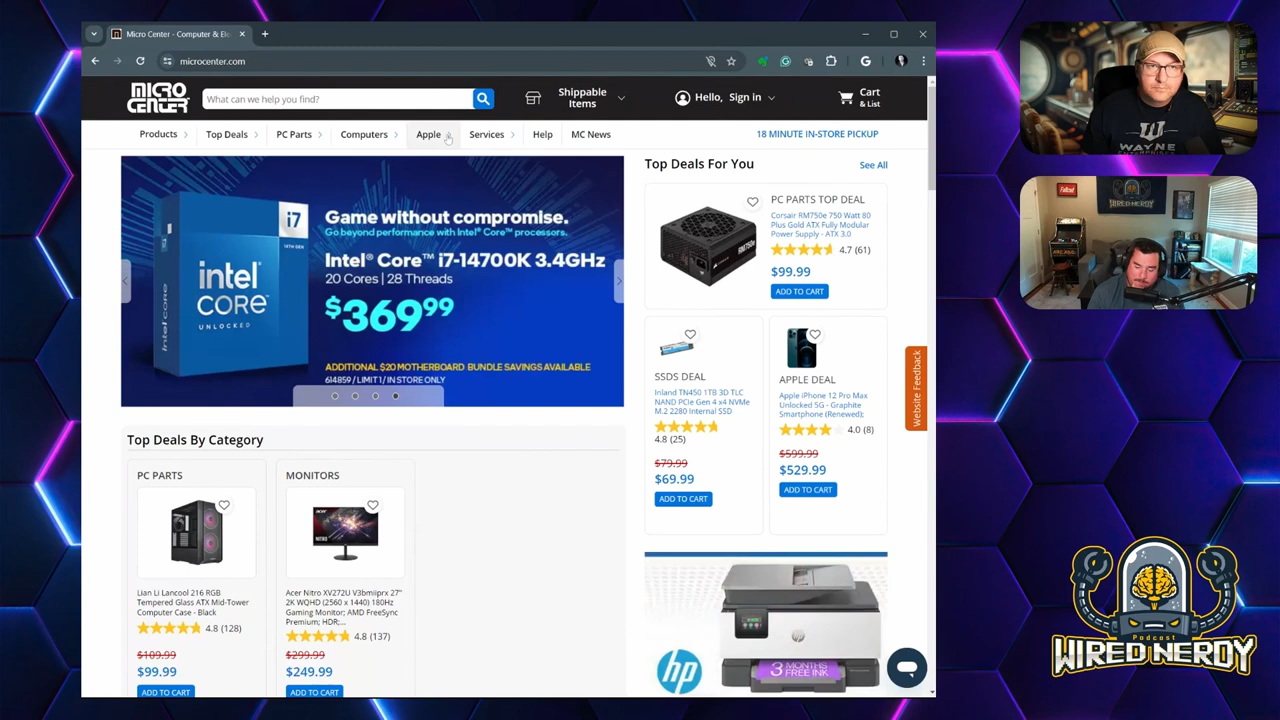 Micro Center - Computer & Ele
microcenter.com
MICRO CENTER
What can we help you find?
Shippable
Items
Hello, Sign in
Cart
& List
Products
Top Deals
PC Parts
Computers
Apple
Services
Help
MC News
18 MINUTE IN-STORE PICKUP
i7
14TH GEN
intel
CORE
UNLOCKED
Game without compromise.
Go beyond performance with Intel® Core™ processors.
Intel® Core™ i7-14700K 3.4GHz
20 Cores | 28 Threads
$369⁹⁹
ADDITIONAL $20 MOTHERBOARD BUNDLE SAVINGS AVAILABLE
614859 / LIMIT 1 / IN STORE ONLY
Top Deals For You
See All
PC PARTS TOP DEAL
Corsair RM750e 750 Watt 80
Plus Gold ATX Fully Modular
Power Supply - ATX 3.0
4.7 (61)
$99.99
ADD TO CART
SSDS DEAL
Inland TN450 1TB 3D TLC
NAND PCIe Gen 4 x4 NVMe
M.2 2280 Internal SSD
4.8 (25)
$79.99
$69.99
ADD TO CART
APPLE DEAL
Apple iPhone 12 Pro Max
Unlocked 5G - Graphite
Smartphone (Renewed);
4.0 (8)
$599.99
$529.99
ADD TO CART
Website Feedback
Top Deals By Category
PC PARTS
Lian Li Lancool 216 RGB
Tempered Glass ATX Mid-Tower
Computer Case - Black
4.8 (128)
$109.99
$99.99
ADD TO CART
MONITORS
Acer Nitro XV272U V3bmiiprx 27"
2K WQHD (2560 x 1440) 180Hz
Gaming Monitor; AMD FreeSync
Premium; HDR;...
4.8 (137)
$299.99
$249.99
ADD TO CART
hp
3 MONTHS
FREE INK
WAYNE
Fallout
WIRED NERDY
Podcast
WIRED NERDY